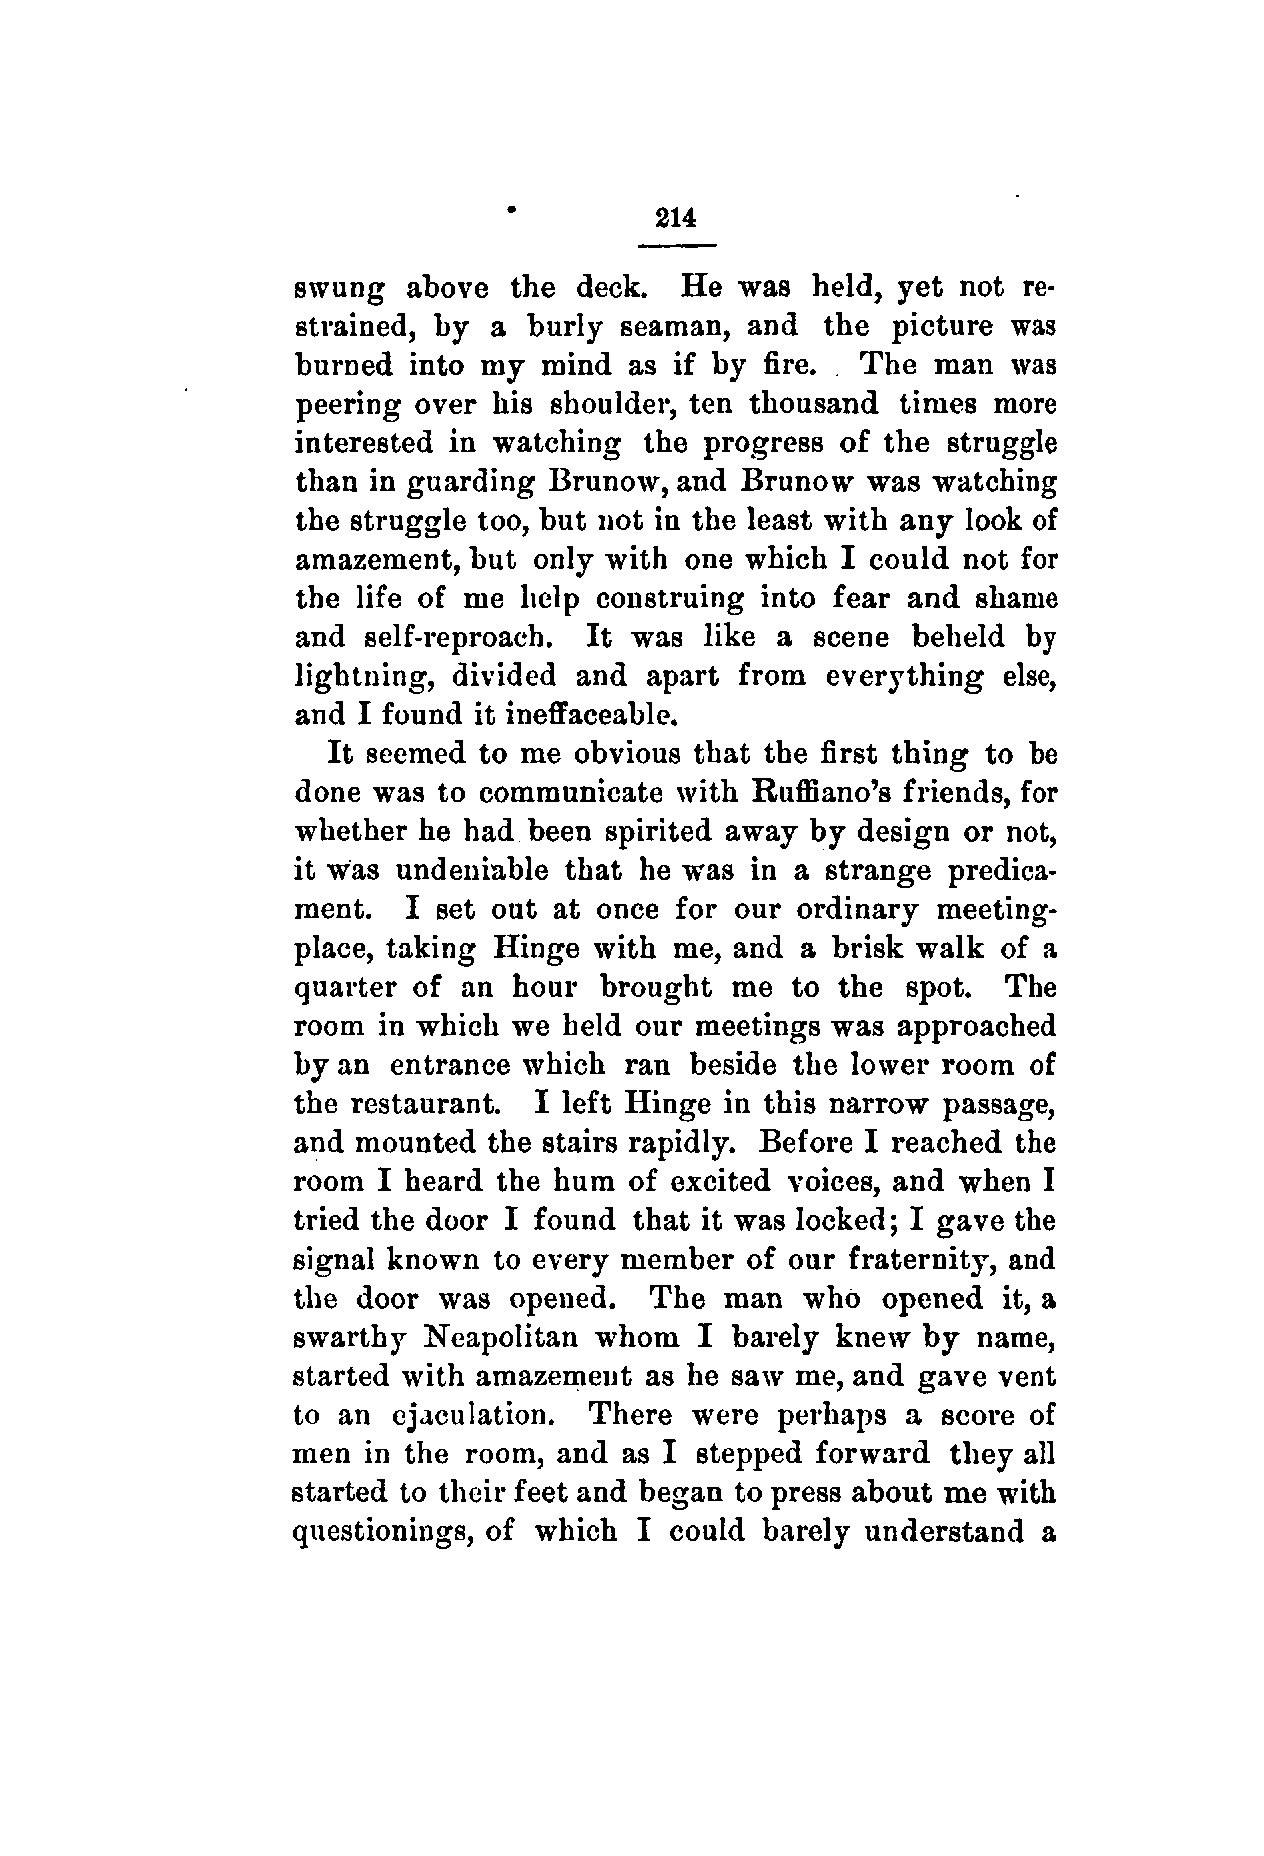 214
swung above the deck. He was held, yet not re-
strained, by a burly seaman, and the picture was
burned into my mind as if by fire. The man was
peering over his shoulder, ten thousand times more
interested in watching the progress of the struggle
than in guarding Brunow, and Brunow was watching
the struggle too, but not in the least with any look of
amazement, but only with one which I could not for
the life of me help construing into fear and shame
and self-reproach. It was like a scene beheld by
lightning, divided and apart from everything else,
and I found it ineffaceable.
It seemed to me obvious that the first thing to be
done was to communicate with Ruffiano's friends, for
whether he had been spirited away by design or not,
it was undeniable that he was in a strange predica-
ment. I set out at once for our ordinary meeting-
place, taking Hinge with me, and a brisk walk of a
quarter of an hour brought me to the spot. The
room in which we held our meetings was approached
by an entrance which ran beside the lower room of
the restaurant. I left Hinge in this narrow passage,
and mounted the stairs rapidly. Before I reached the
room I heard the hum of excited voices, and when I
tried the door I found that it was locked; I gave the
signal known to every member of our fraternity, and
the door was opened. The man who opened it, a
swarthy Neapolitan whom I barely knew by name,
started with amazement as he saw me, and gave vent
to an ejaculation. There were perhaps a score of
men in the room, and as I stepped forward they all
started to their feet and began to press about me with
questionings, of which I could barely understand a